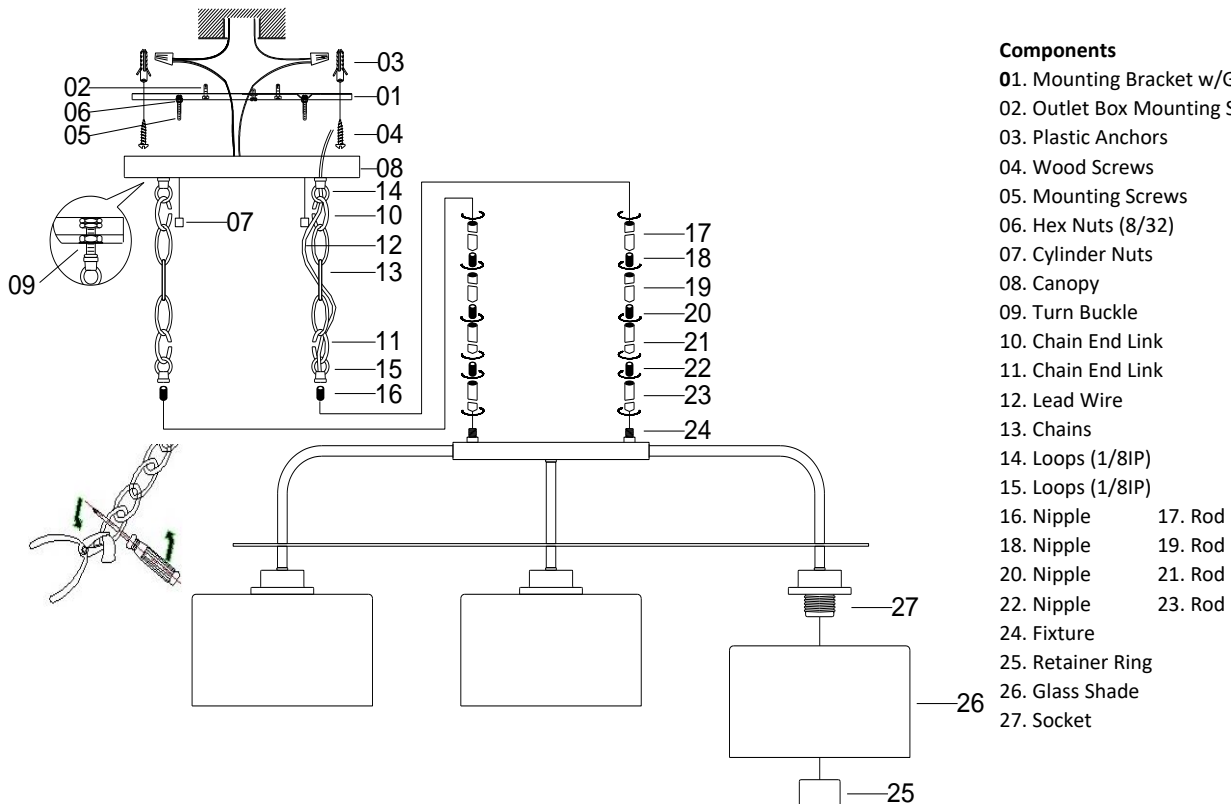 03
02
01
06
05
04
08
14
10
07
12
13
09
11
15
16
17
18
19
20
21
22
23
24
27
26
25
Components
01. Mounting Bracket w/G
02. Outlet Box Mounting S
03. Plastic Anchors
04. Wood Screws
05. Mounting Screws
06. Hex Nuts (8/32)
07. Cylinder Nuts
08. Canopy
09. Turn Buckle
10. Chain End Link
11. Chain End Link
12. Lead Wire
13. Chains
14. Loops (1/8IP)
15. Loops (1/8IP)
16. Nipple 17. Rod
18. Nipple 19. Rod
20. Nipple 21. Rod
22. Nipple 23. Rod
24. Fixture
25. Retainer Ring
26. Glass Shade
27. Socket